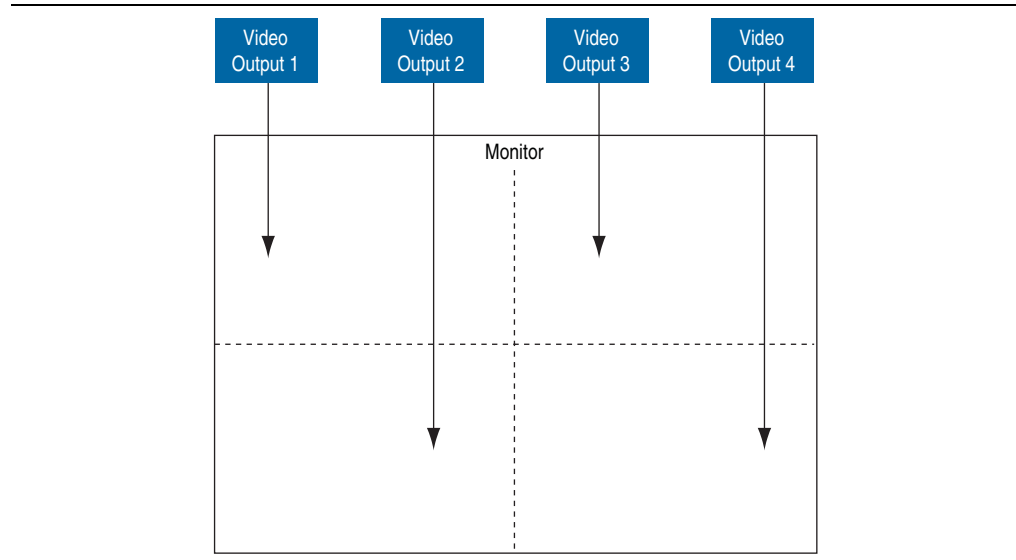 Video
Output 1
Video
Output 2
Video
Output 3
Video
Output 4
Monitor